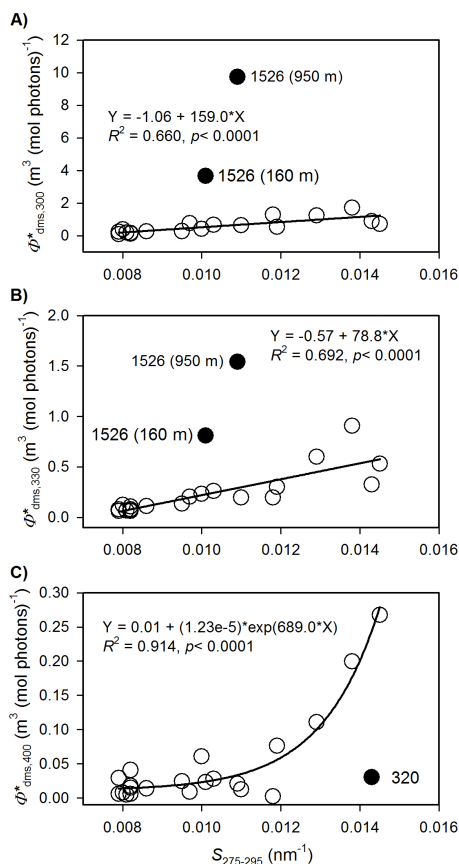 A)
12
10
8
6
4
2
0
Φ*dms,300 (m³ (mol photons)⁻¹)
1526 (950 m)
Y = -1.06 + 159.0*X
R² = 0.660, p< 0.0001
1526 (160 m)
0.008 0.010 0.012 0.014 0.016
B)
2.0
1.5
1.0
0.5
0.0
Φ*dms,330 (m³ (mol photons)⁻¹)
Y = -0.57 + 78.8*X
R² = 0.692, p< 0.0001
1526 (950 m)
1526 (160 m)
0.008 0.010 0.012 0.014 0.016
C)
0.30
0.25
0.20
0.15
0.10
0.05
0.00
Φ*dms,400 (m³ (mol photons)⁻¹)
Y = 0.01 + (1.23e-5)*exp(689.0*X)
R² = 0.914, p< 0.0001
320
0.008 0.010 0.012 0.014 0.016
S₂₇₅₋₂₉₅ (nm⁻¹)